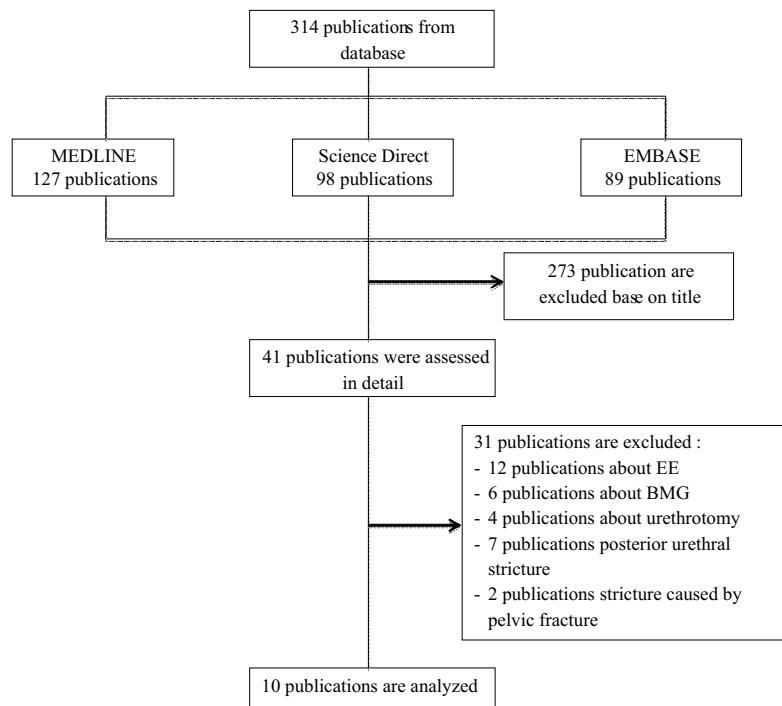 314 publications from
database
MEDLINE
127 publications
Science Direct
98 publications
EMBASE
89 publications
273 publication are
excluded base on title
41 publications were assessed
in detail
31 publications are excluded :
- 12 publications about EE
- 6 publications about BMG
- 4 publications about urethrotomy
- 7 publications posterior urethral
stricture
- 2 publications stricture caused by
pelvic fracture
10 publications are analyzed